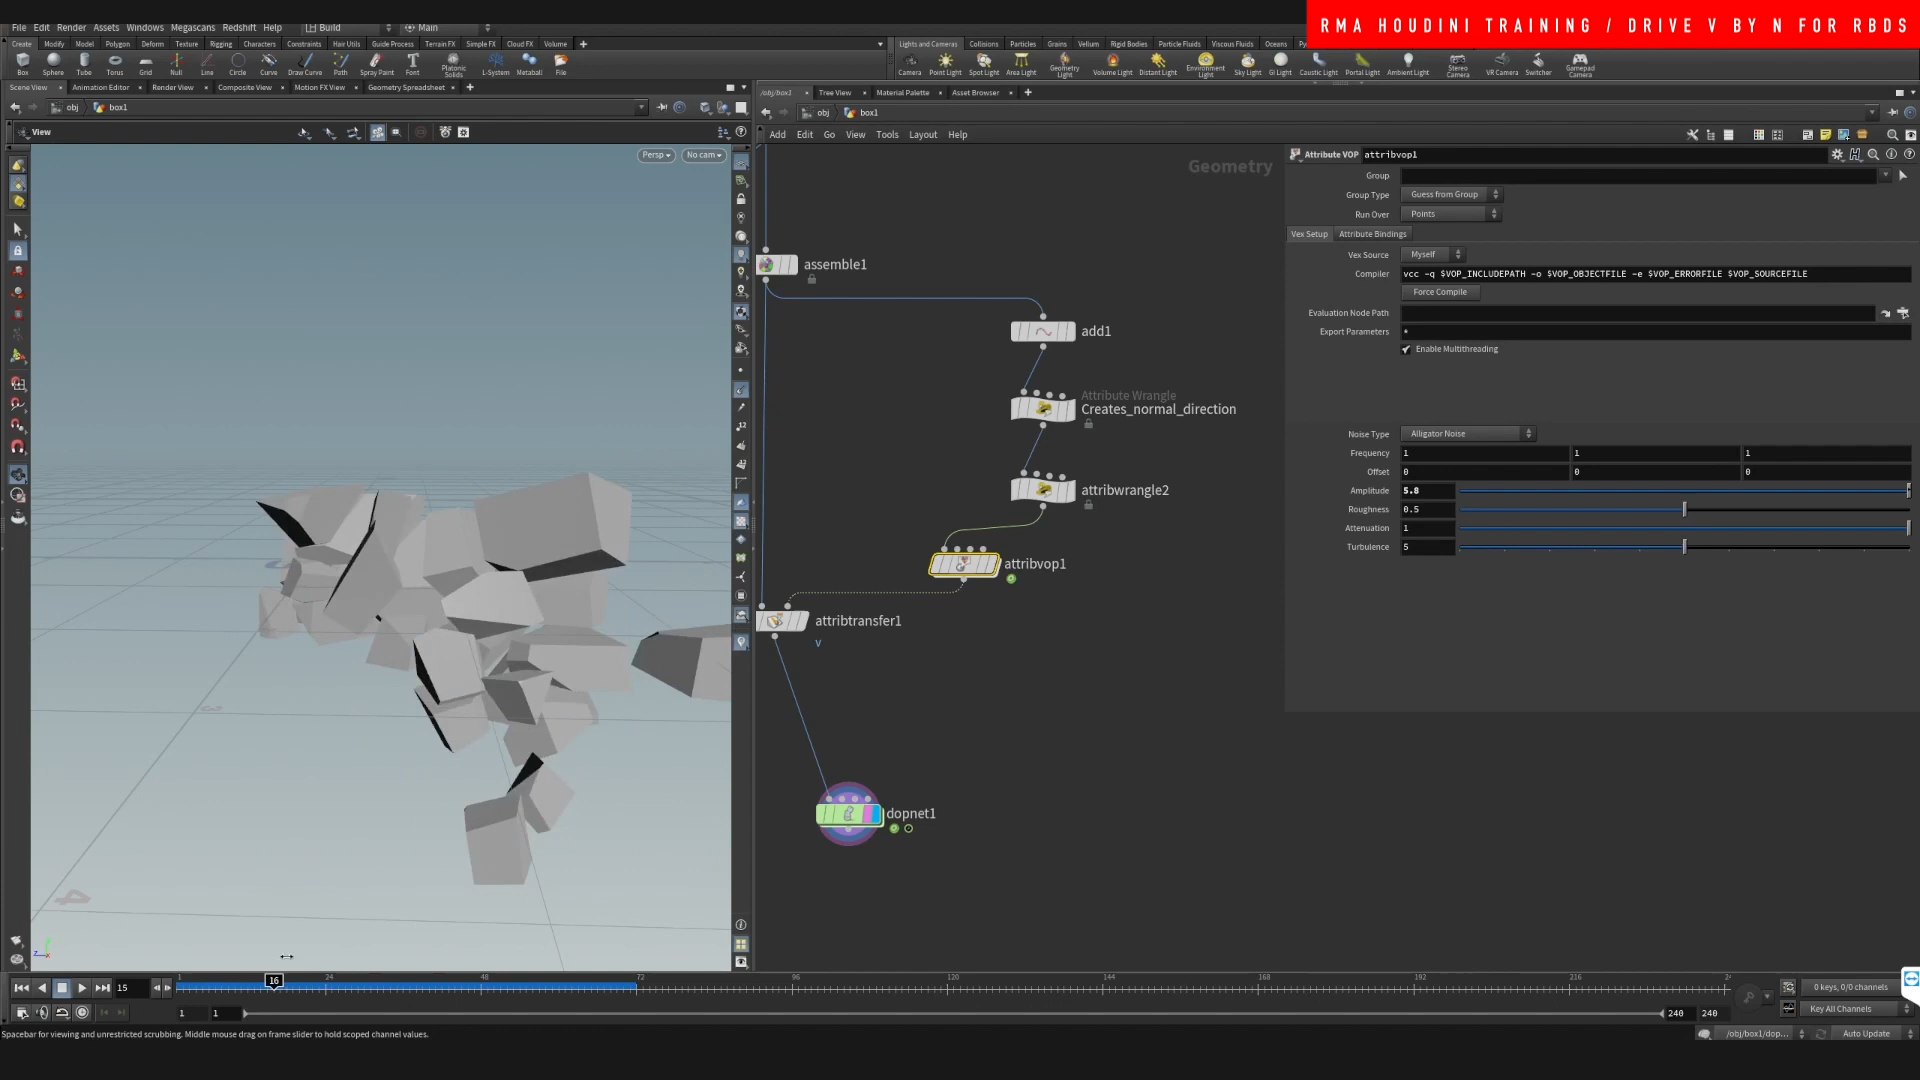 RMA HOUDINI TRAINING / DRIVE V BY N FOR RBDS
File Edit Render Assets Windows Megascans Redshift Help Build Main
Create Modify Model Polygon Deform Texture Rigging Characters Constraints Hair Utils Guide Process Terrain FX Simple FX Cloud FX Volume
Lights and Cameras Collisions Particles Grains Vellum Rigid Bodies Particle Fluids Viscous Fluids Oceans
Box Sphere Tube Torus Grid Null Line Circle Curve Draw Curve Path Spray Paint Font Platonic Solids L-System Metaball File
Camera Point Light Spot Light Area Light Geometry Light Volume Light Distant Light Environment Light Sky Light GI Light Caustic Light Portal Light Ambient Light Stereo Camera VR Camera Switcher Gamepad Camera
Scene View Animation Editor Render View Composite View Motion FX View Geometry Spreadsheet
/obj/box1 Tree View Material Palette Asset Browser
obj box1
obj box1
View
Add Edit Go View Tools Layout Help
Persp No cam
Geometry
Attribute VOP attribvop1
Group
Group Type Guess from Group
Run Over Points
Vex Setup Attribute Bindings
Vex Source Myself
Compiler vcc -q $VOP_INCLUDEPATH -o $VOP_OBJECTFILE -e $VOP_ERRORFILE $VOP_SOURCEFILE
Force Compile
Evaluation Node Path
Export Parameters *
Enable Multithreading
Noise Type Alligator Noise
Frequency 1 1 1
Offset 0 0 0
Amplitude 5.8
Roughness 0.5
Attenuation 1
Turbulence 5
assemble1
add1
Attribute Wrangle
Creates_normal_direction
attribwrangle2
attribvop1
attribtransfer1
v
dopnet1
3
4
15
1 16 24 48 72 96 120 144 168 192 216
0 keys, 0/0 channels
1 1 240 240
Key All Channels
Spacebar for viewing and unrestricted scrubbing. Middle mouse drag on frame slider to hold scoped channel values.
/obj/box1/dop... Auto Update